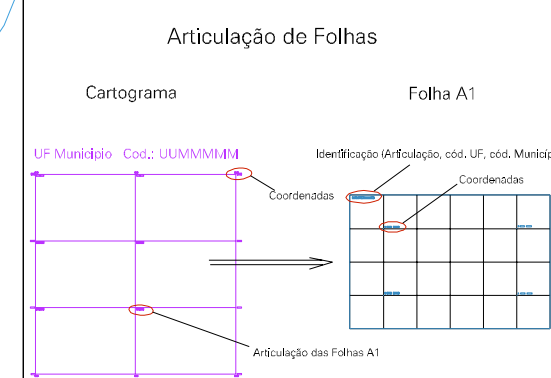 Articulação de Folhas
Cartograma
Folha A1
UF Municipio Cod.: UUMMMMM
Identificação (Articulação, cód. UF, cód. Municíp
Coordenadas
Coordenadas
Articulação das Folhas A1